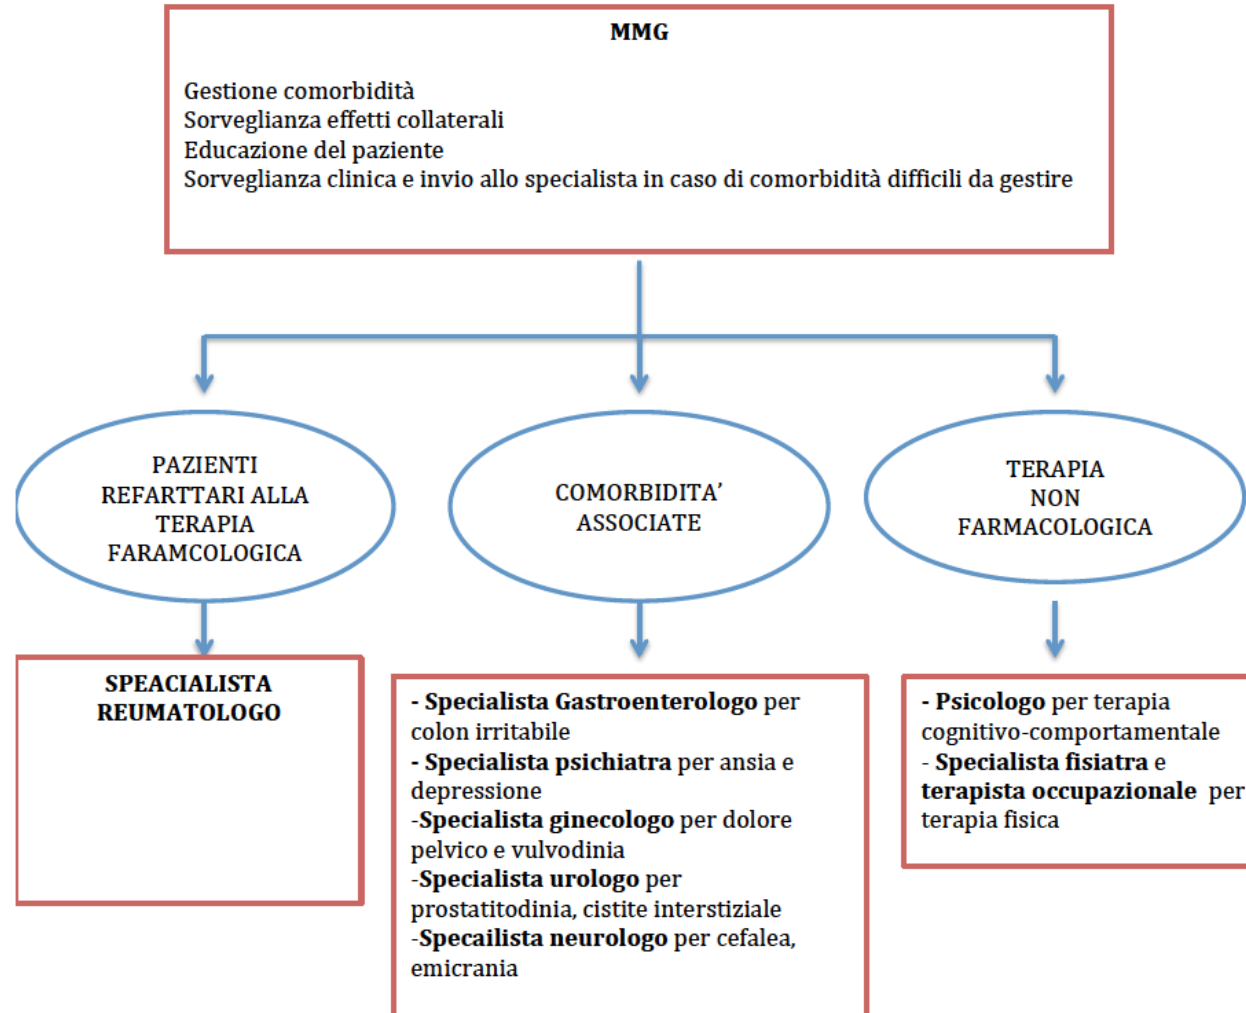 MMG
Gestione comorbidità
Sorveglianza effetti collaterali
Educazione del paziente
Sorveglianza clinica e invio allo specialista in caso di comorbidità difficili da gestire
PAZIENTI
REFARTTARI ALLA
TERAPIA
FARAMCOLOGICA
COMORBIDITA’
ASSOCIATE
TERAPIA
NON
FARMACOLOGICA
SPEACIALISTA
REUMATOLOGO
- Specialista Gastroenterologo per
colon irritabile
- Specialista psichiatra per ansia e
depressione
-Specialista ginecologo per dolore
pelvico e vulvodinia
-Specialista urologo per
prostatitodinia, cistite interstiziale
-Specailista neurologo per cefalea,
emicrania
- Psicologo per terapia
cognitivo-comportamentale
- Specialista fisiatra e
terapista occupazionale per
terapia fisica